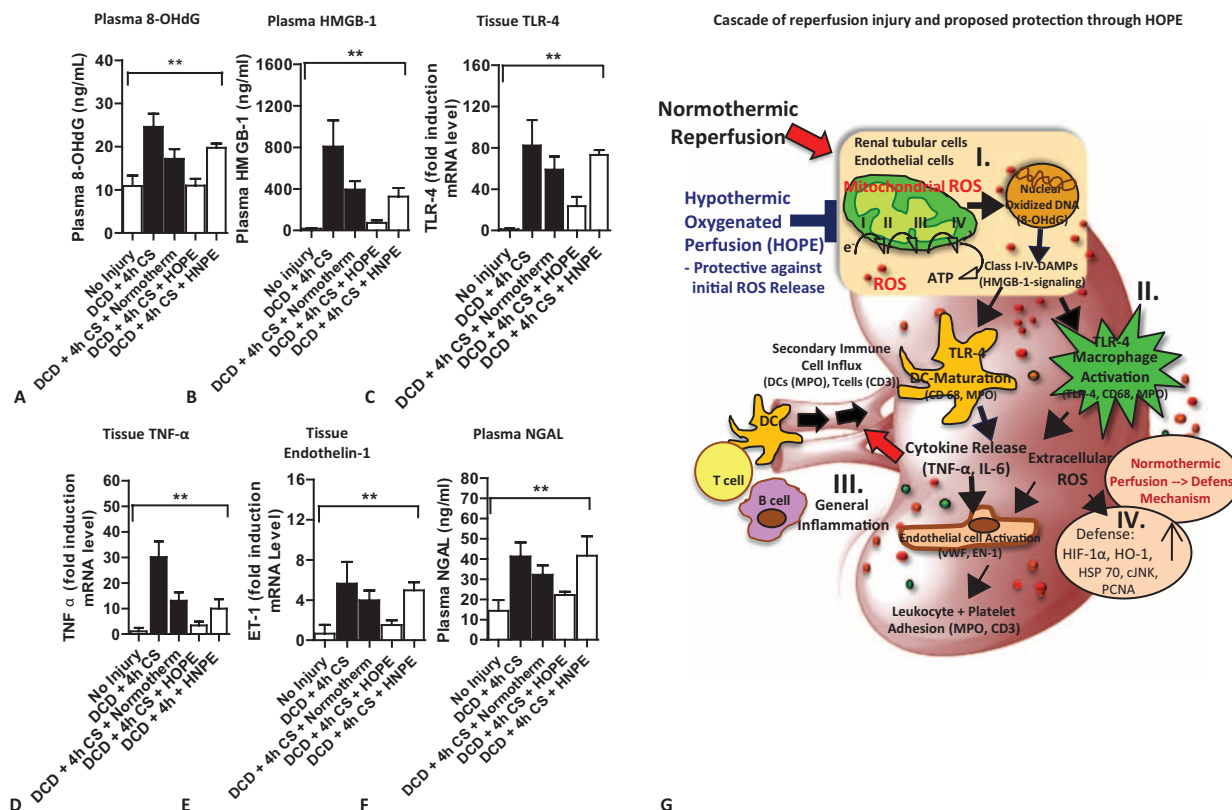 Plasma 8-OHdG
Plasma 8-OHdG (ng/mL)
40
30
20
10
0
**
No Injury
DCD + 4h CS
DCD + 4h CS + Normotherm
DCD + 4h CS + HOPE
DCD + 4h CS + HNPE
A
Plasma HMGB-1
Plasma HM GB-1 (ng/ml)
1600
1200
800
400
0
**
No injury
DCD + 4h CS
DCD + 4h CS + Normotherm
DCD + 4h CS + HOPE
DCD + 4h CS + HNPE
B
Tissue TLR-4
TLR-4 (fold induction
mRNA level)
160
120
80
40
0
**
No injury
DCD + 4h CS
DCD + 4h CS + Normotherm
DCD + 4h CS + HOPE
DCD + 4h CS + HNPE
C
Tissue TNF-α
TNF α (fold induction
mRNA level)
60
50
40
30
20
10
0
**
No Injury
DCD + 4h CS
DCD + 4h CS + Normotherm
DCD + 4h CS + HOPE
DCD + 4h + HNPE
D
Tissue
Endothelin-1
ET-1 (fold induction
mRNA Level)
16
12
8
4
0
**
No Injury
DCD + 4h CS
DCD + 4h CS + Normotherm
DCD + 4h CS + HOPE
DCD + 4h CS + HNPE
E
Plasma NGAL
Plasma NGAL (ng/ml)
90
80
70
60
50
40
30
20
10
0
**
No Injury
DCD + 4h CS
DCD + 4h CS + Normotherm
DCD + 4h CS + HOPE
DCD + 4h CS + HNPE
F
Cascade of reperfusion injury and proposed protection through HOPE
Normothermic
Reperfusion
Hypothermic
Oxygenated
Perfusion (HOPE)
- Protective against
initial ROS Release
Renal tubular cells
Endothelial cells
I.
Mitochondrial ROS
I II III IV
e-
ROS
ATP
Nuclear
Oxidized DNA
(8-OHdG)
Class I-IV-DAMPs
(HMGB-1-signaling)
II.
TLR-4
Macrophage
Activation
(TLR-4, CD68, MPO)
TLR-4
DC-Maturation
(CD 68, MPO)
Secondary Immune
Cell Influx
(DCs (MPO), Tcells (CD3))
DC
T cell
B cell
III.
General
Inflammation
Cytokine Release
(TNF-α, IL-6)
Extracellular
ROS
Endothelial cell Activation
(vWF, EN-1)
Leukocyte + Platelet
Adhesion (MPO, CD3)
Normothermic
Perfusion --> Defense
Mechanism
IV.
Defense:
HIF-1α, HO-1,
HSP 70, cJNK,
PCNA
G